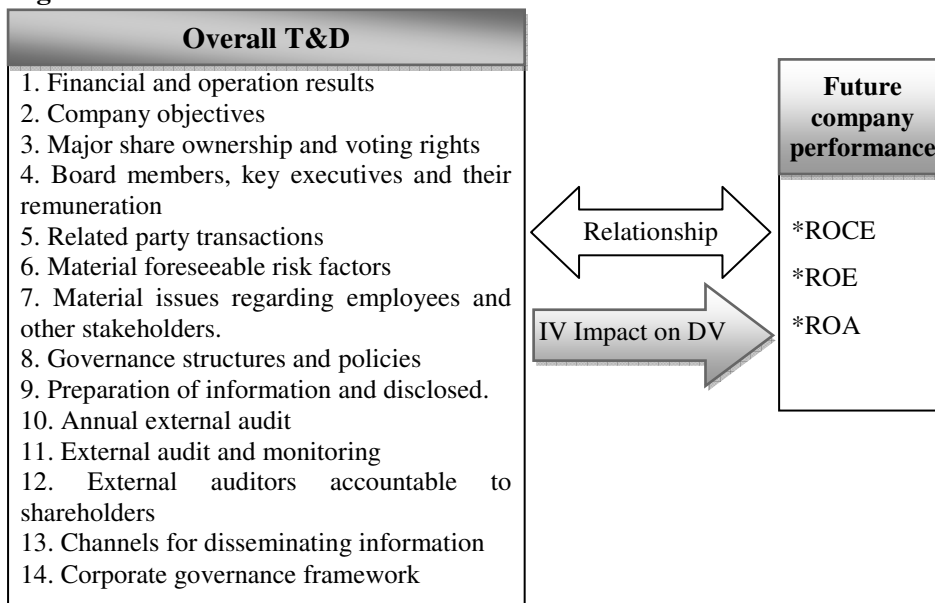 Overall T&D
1. Financial and operation results
2. Company objectives
3. Major share ownership and voting rights
4. Board members, key executives and their
remuneration
5. Related party transactions
6. Material foreseeable risk factors
7. Material issues regarding employees and
other stakeholders.
8. Governance structures and policies
9. Preparation of information and disclosed.
10. Annual external audit
11. External audit and monitoring
12. External auditors accountable to
shareholders
13. Channels for disseminating information
14. Corporate governance framework
Relationship
IV Impact on DV
Future
company
performance
*ROCE
*ROE
*ROA